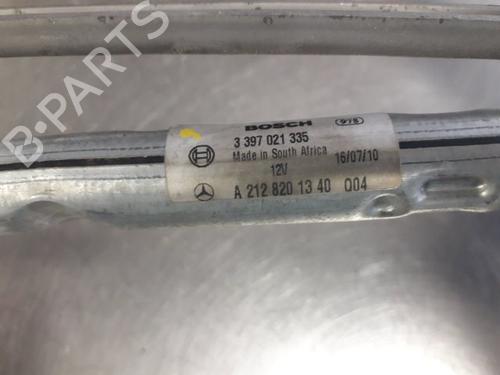 BOSCH 975
3 397 021 335
Made in South Africa 16/07/10
12V
A 212 820 13 40 004
B-PARTS